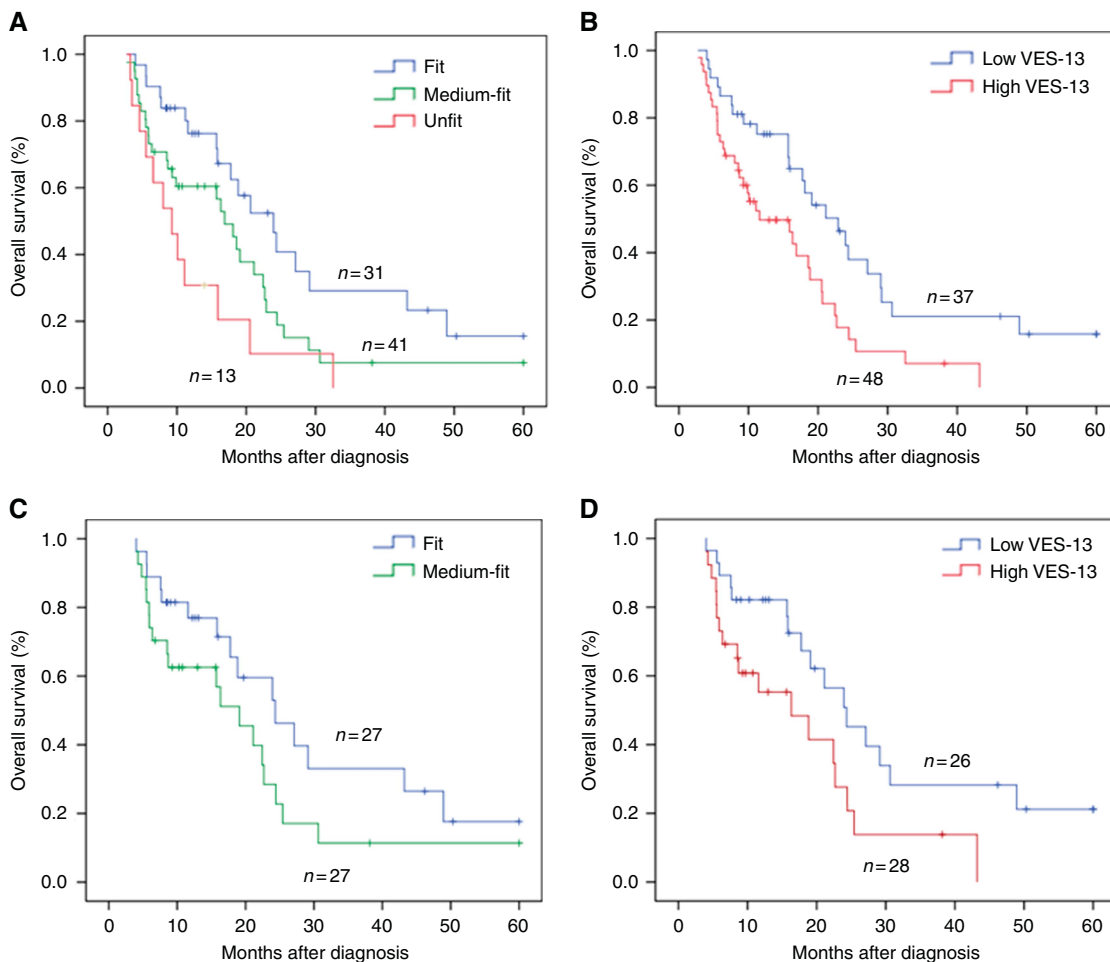 A
Overall survival (%)
1.0
0.8
0.6
0.4
0.2
0.0
Fit
Medium-fit
Unfit
n=31
n=41
n=13
0 10 20 30 40 50 60
Months after diagnosis
B
Overall survival (%)
1.0
0.8
0.6
0.4
0.2
0.0
Low VES-13
High VES-13
n=37
n=48
0 10 20 30 40 50 60
Months after diagnosis
C
Overall survival (%)
1.0
0.8
0.6
0.4
0.2
0.0
Fit
Medium-fit
n=27
n=27
0 10 20 30 40 50 60
Months after diagnosis
D
Overall survival (%)
1.0
0.8
0.6
0.4
0.2
0.0
Low VES-13
High VES-13
n=26
n=28
0 10 20 30 40 50 60
Months after diagnosis